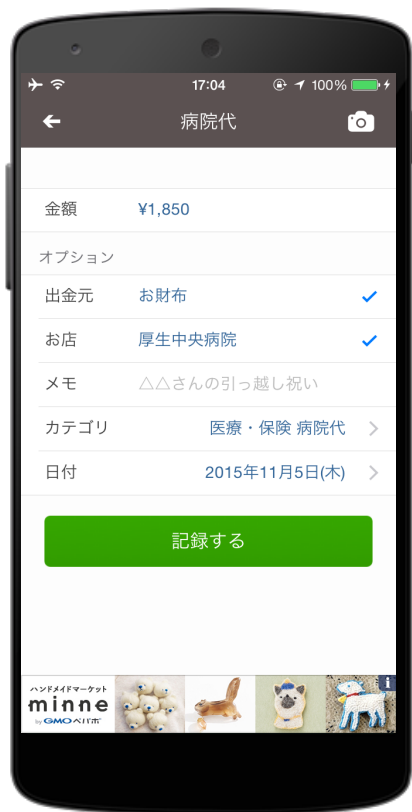 17:04
100%
病院代
金額 ¥1,850
オプション
出金元 お財布
お店 厚生中央病院
メモ △△さんの引っ越し祝い
カテゴリ 医療・保険 病院代
日付 2015年11月5日(木)
記録する
ハンドメイドマーケット
minne
by GMOペパボ
i